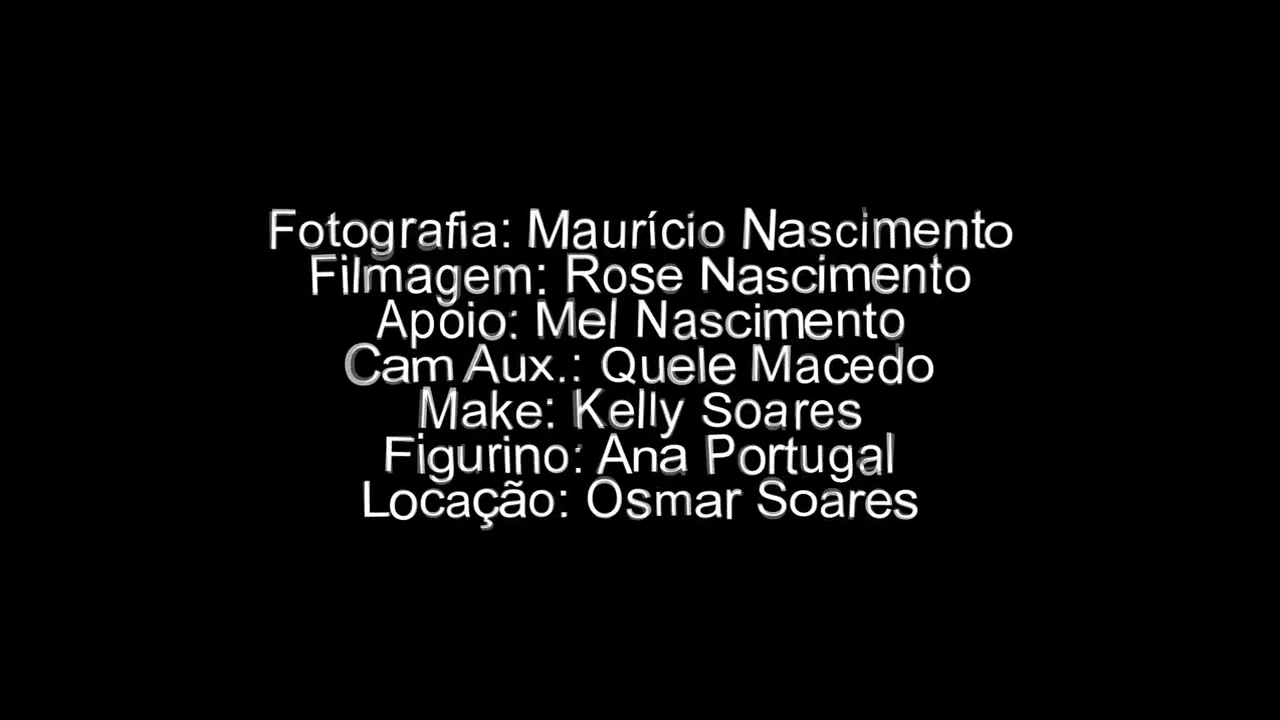 Fotografia: Maurício Nascimento
Filmagem: Rose Nascimento
Apoio: Mel Nascimento
Cam Aux.: Quele Macedo
Make: Kelly Soares
Figurino: Ana Portugal
Locação: Osmar Soares